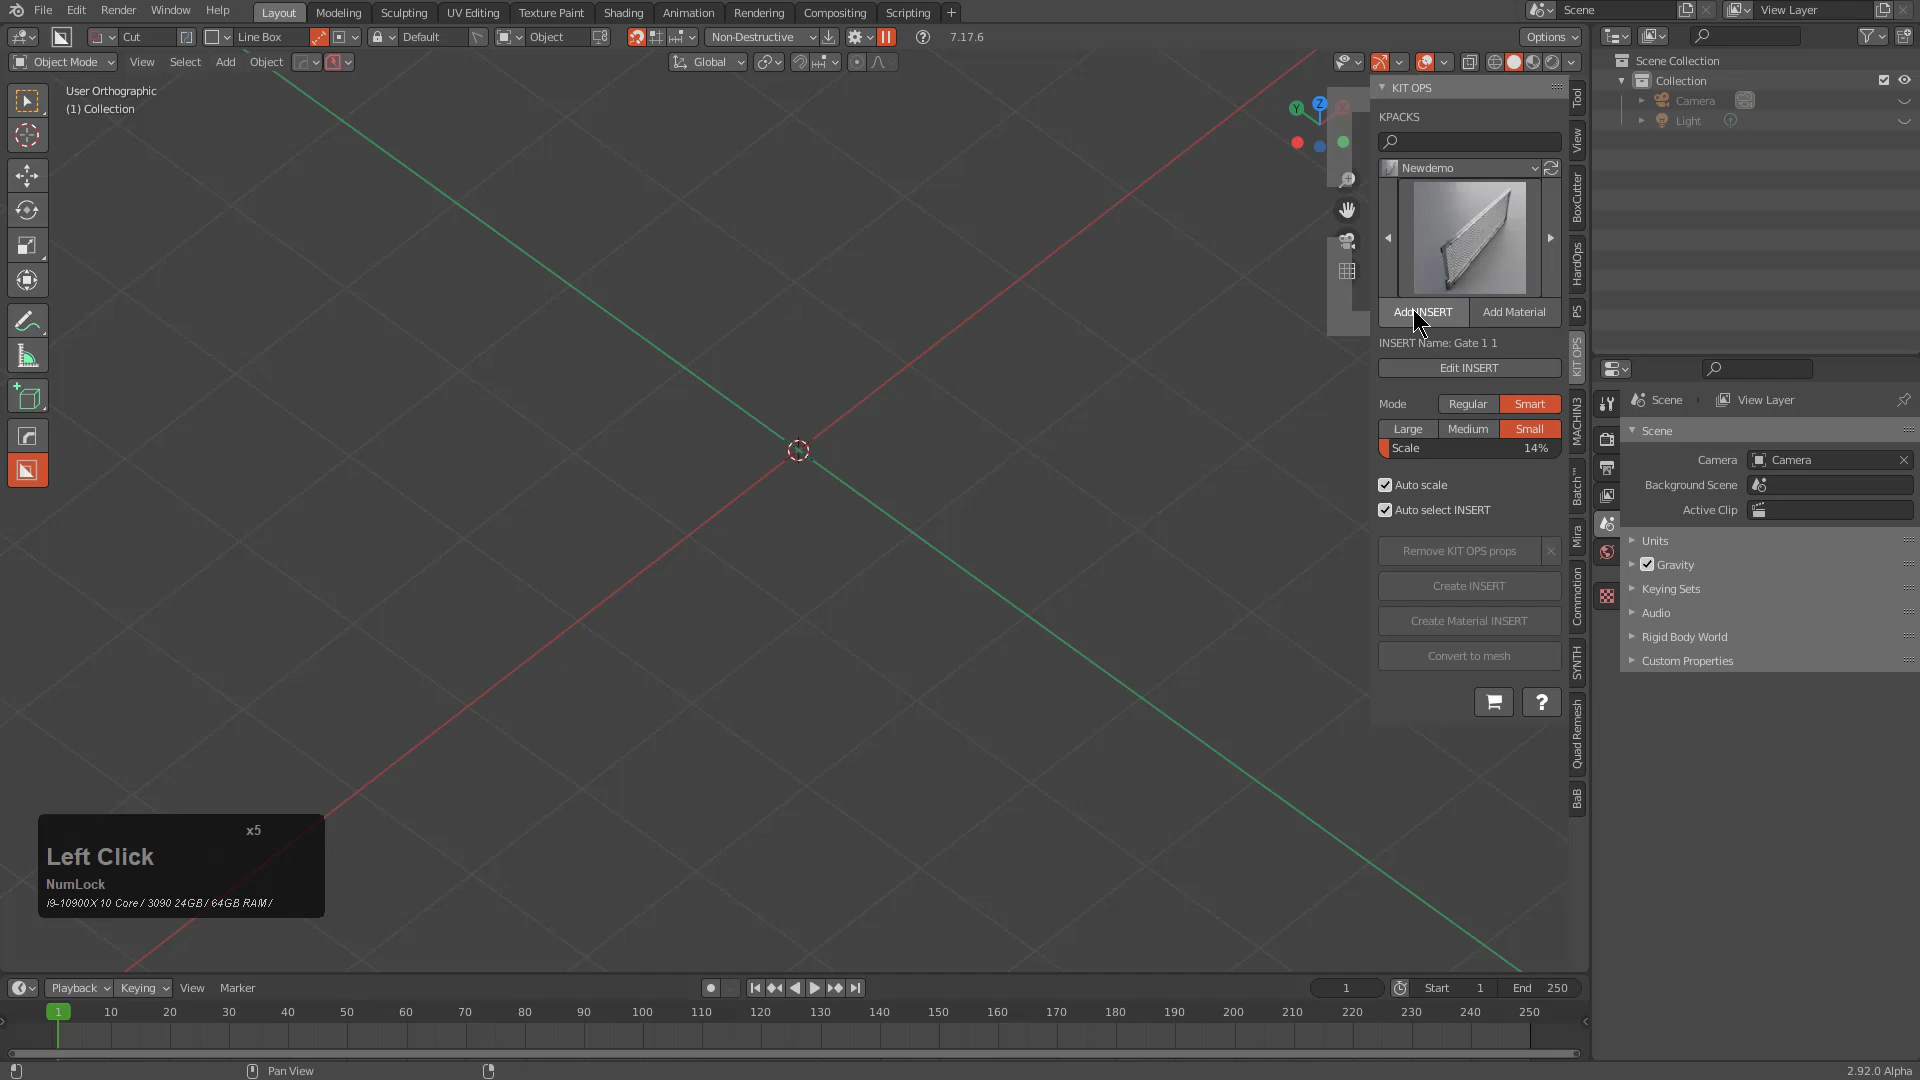 File Edit Render Window Help Layout Modeling Sculpting UV Editing Texture Paint Shading Animation Rendering Compositing Scripting + Scene View Layer
Cut Line Box Default Object Non-Destructive 7.17.6 Options
Object Mode View Select Add Object Global
User Orthographic
(1) Collection
Z
Y
X
KIT OPS
KPACKS
Newdemo
Add INSERT Add Material
INSERT Name: Gate 1 1
Edit INSERT
Mode Regular Smart
Large Medium Small
Scale 14%
Auto scale
Auto select INSERT
Remove KIT OPS props
Create INSERT
Create Material INSERT
Convert to mesh
?
Tool
View
BoxCutter
HardOps
PS
KIT OPS
MACHIN3
Batch™
Mira
Commotion
SYNTH
Quad Remesh
BaB
Scene Collection
Collection
Camera
Light
Scene View Layer
Scene
Camera Camera
Background Scene
Active Clip
Units
Gravity
Keying Sets
Audio
Rigid Body World
Custom Properties
x5
Left Click
NumLock
i9-10900X 10 Core / 3090 24GB / 64GB RAM /
Playback Keying View Marker 1 Start 1 End 250
1 10 20 30 40 50 60 70 80 90 100 110 120 130 140 150 160 170 180 190 200 210 220 230 240 250
Pan View 2.92.0 Alpha